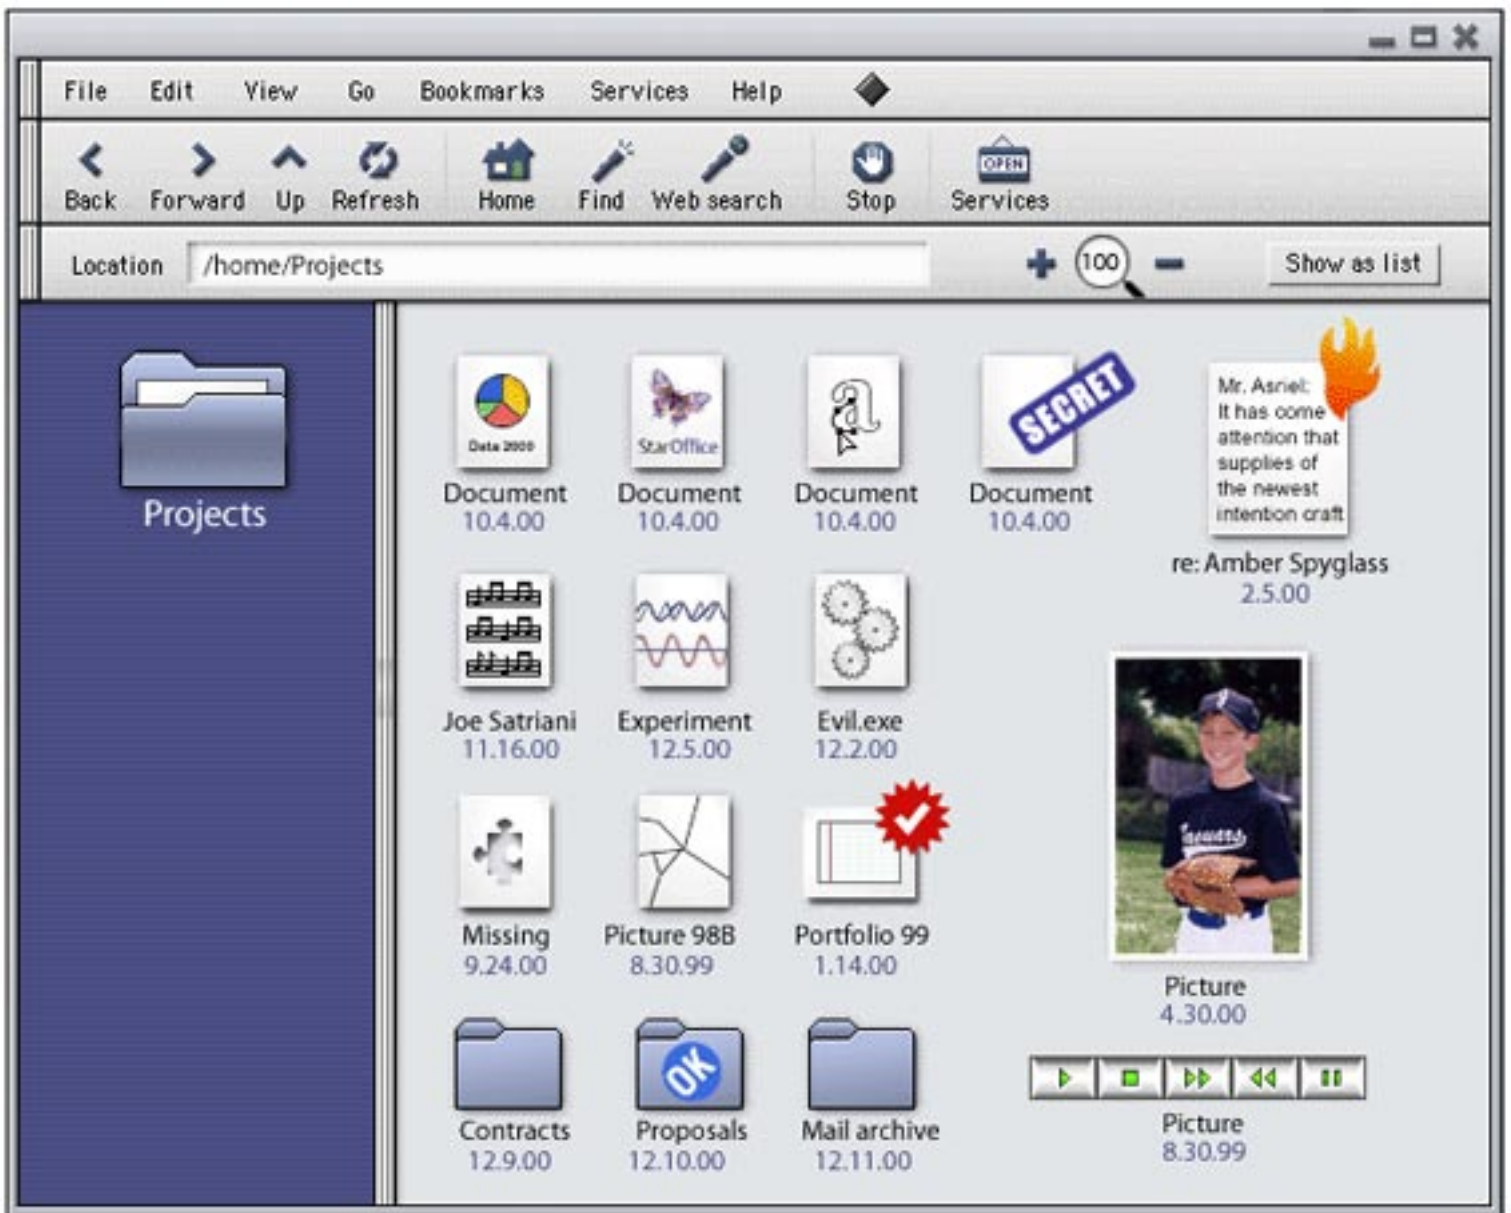 File Edit View Go Bookmarks Services Help
OPEN
Back Forward Up Refresh Home Find Web search Stop Services
Location /home/Projects 100 Show as list
Projects
Data 2000
StarOffice
a
SECRET
Document Document Document Document
10.4.00 10.4.00 10.4.00 10.4.00
Mr. Asriel:
It has come
attention that
supplies of
the newest
intention craft
re: Amber Spyglass
2.5.00
Joe Satriani Experiment Evil.exe
11.16.00 12.5.00 12.2.00
Missing Picture 98B Portfolio 99
9.24.00 8.30.99 1.14.00
Jaguars
Picture
4.30.00
OK
Contracts Proposals Mail archive
12.9.00 12.10.00 12.11.00
Picture
8.30.99